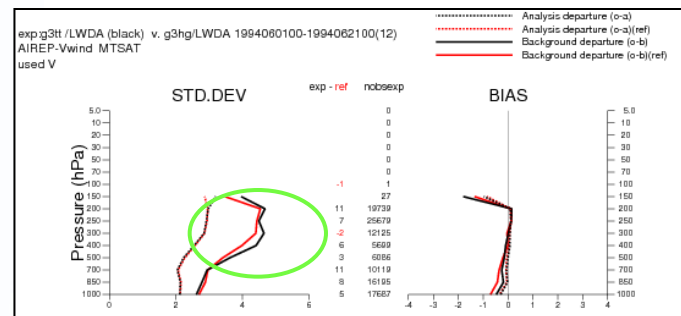 exp:g3tt /LWDA (black) v. g3hg/LWDA 1994060100-1994062100(12)
AIREP-Vwind MTSAT
used V
Analysis departure (o-a)
Analysis departure (o-a)(ref)
Background departure (o-b)
Background departure (o-b)(ref)
STD.DEV
exp - ref nobsexp
BIAS
Pressure (hPa)
5.0 0 5.0
10 0 10
20 0 20
30 0 30
50 0 50
70 0 70
100 -1 1 100
150 27 150
200 11 19739 200
250 7 25679 250
300 -2 12125 300
400 6 5699 400
500 3 6086 500
700 11 10119 700
850 8 16195 850
1000 5 17687 1000
0 2 4 6
-4 -3 -2 -1 0 1 2 3 4